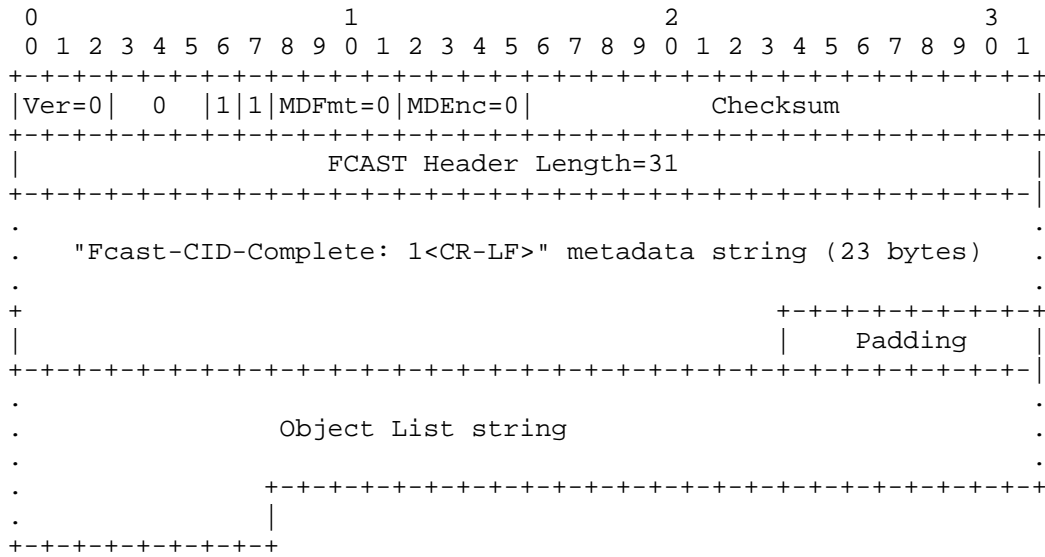 0                   1                   2                   3
 0 1 2 3 4 5 6 7 8 9 0 1 2 3 4 5 6 7 8 9 0 1 2 3 4 5 6 7 8 9 0 1
+-+-+-+-+-+-+-+-+-+-+-+-+-+-+-+-+-+-+-+-+-+-+-+-+-+-+-+-+-+-+-+-+
|Ver=0|  0  |1|1|MDFmt=0|MDEnc=0|           Checksum            |
+-+-+-+-+-+-+-+-+-+-+-+-+-+-+-+-+-+-+-+-+-+-+-+-+-+-+-+-+-+-+-+-+
|                   FCAST Header Length=31                      |
+-+-+-+-+-+-+-+-+-+-+-+-+-+-+-+-+-+-+-+-+-+-+-+-+-+-+-+-+-+-+-+-|
.                                                               .
.   "Fcast-CID-Complete: 1<CR-LF>" metadata string (23 bytes)   .
.                                                               .
+                                               +-+-+-+-+-+-+-+-+
|                                               |    Padding    |
+-+-+-+-+-+-+-+-+-+-+-+-+-+-+-+-+-+-+-+-+-+-+-+-+-+-+-+-+-+-+-+-|
.                                                               .
.                Object List string                             .
.                                                               .
.               +-+-+-+-+-+-+-+-+-+-+-+-+-+-+-+-+-+-+-+-+-+-+-+-+
.               |
+-+-+-+-+-+-+-+-+